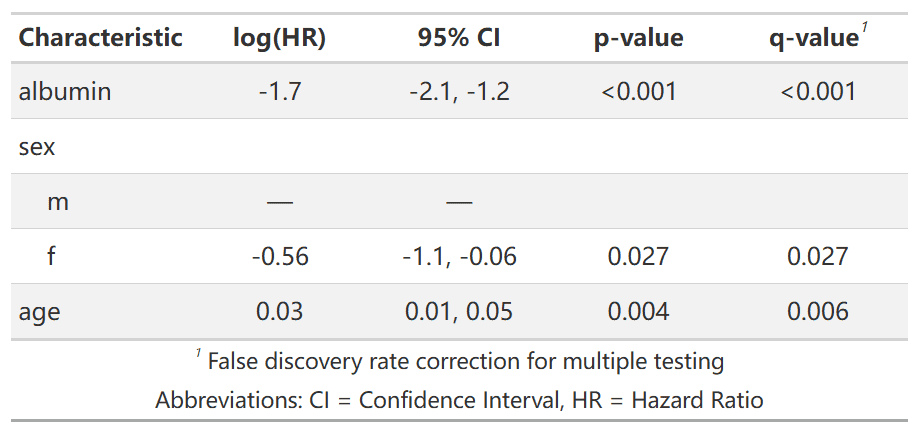 Characteristic log(HR) 95% CI p-value q-value¹
albumin -1.7 -2.1, -1.2 <0.001 <0.001
sex
m — —
f -0.56 -1.1, -0.06 0.027 0.027
age 0.03 0.01, 0.05 0.004 0.006
¹ False discovery rate correction for multiple testing
Abbreviations: CI = Confidence Interval, HR = Hazard Ratio